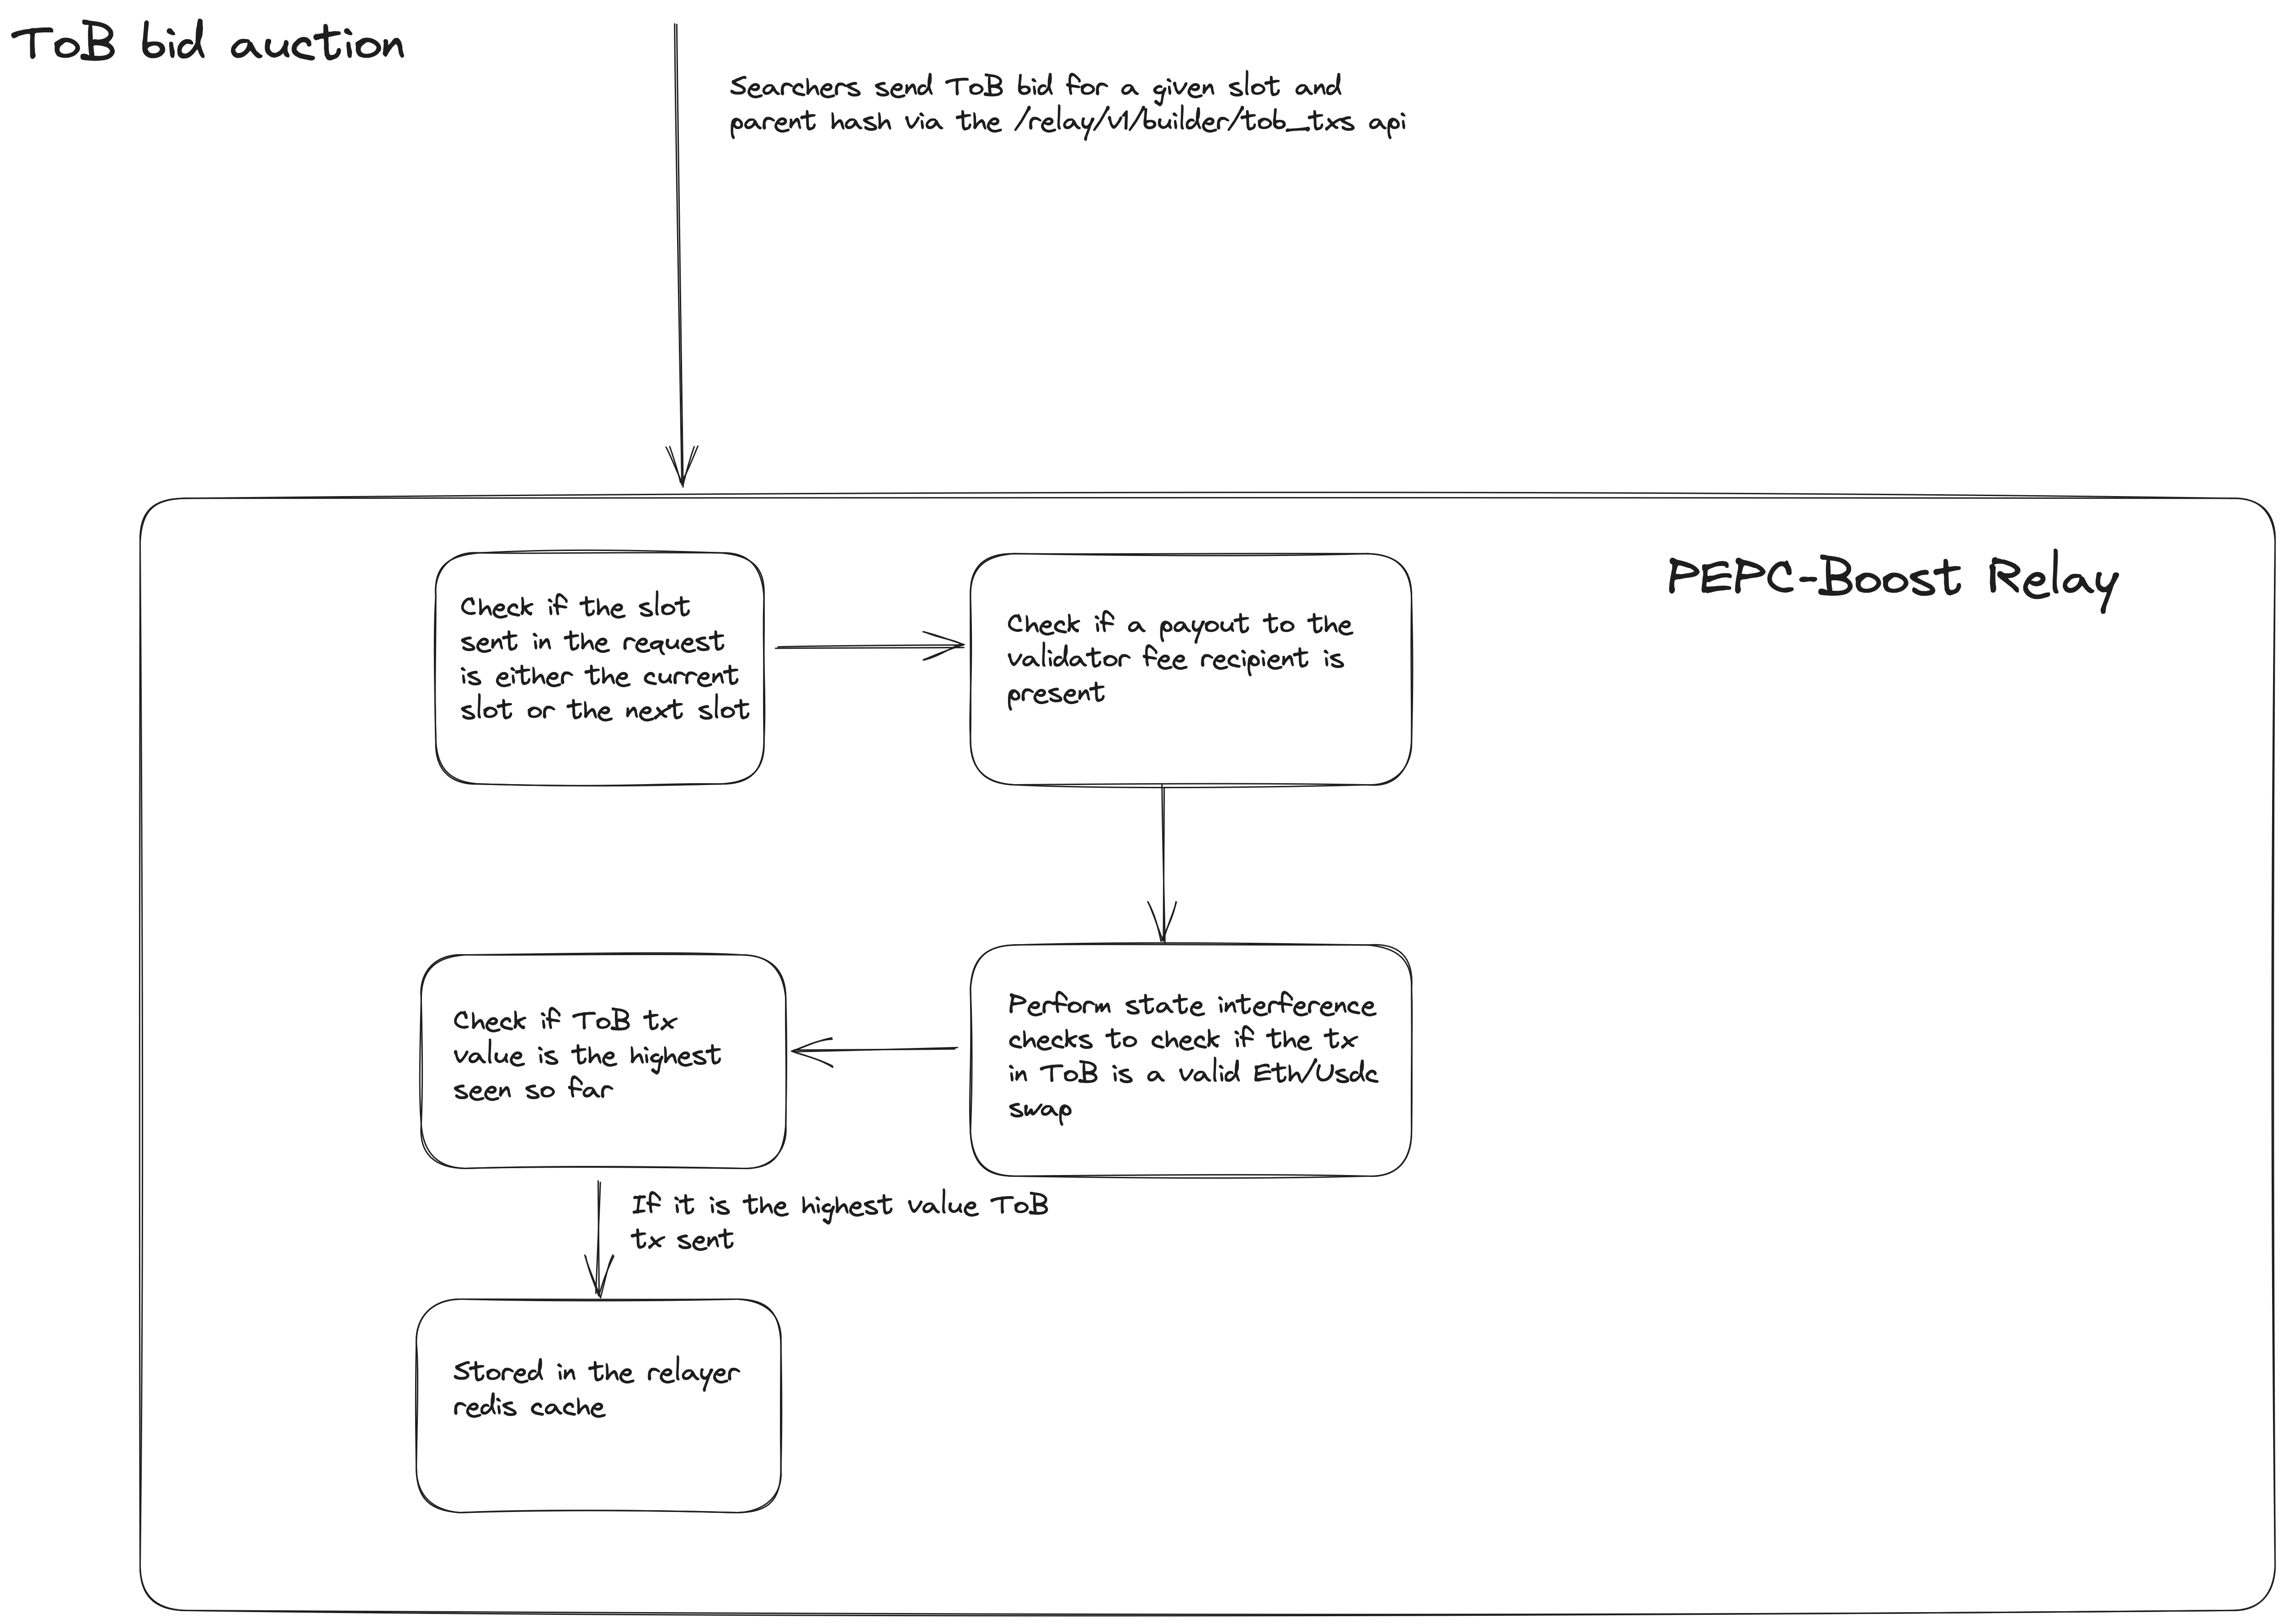 ToB bid auction
Searchers send ToB bid for a given slot and
parent hash via the /relay/v1/builder/tob_txs api
PEPC-Boost Relay
Check if the slot
sent in the request
is either the current
slot or the next slot
Check if a payout to the
validator fee recipient is
present
Perform state interference
checks to check if the tx
in ToB is a valid Eth/Usdc
swap
Check if ToB tx
value is the highest
seen so far
If it is the highest value ToB
tx sent
Stored in the relayer
redis cache